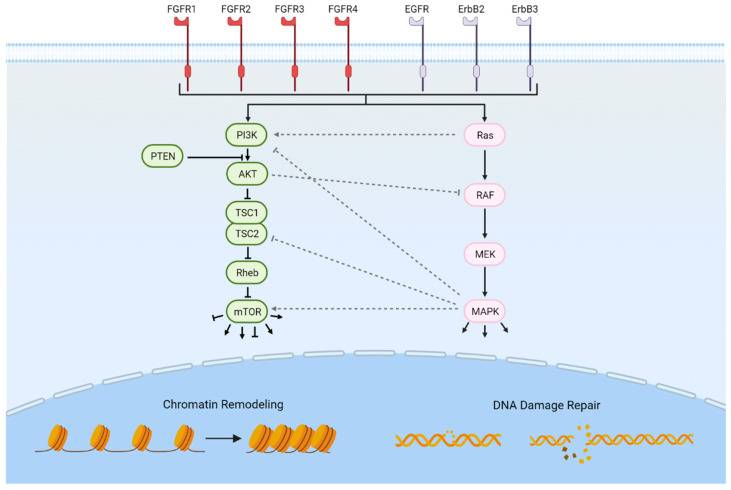 FGFR1 FGFR2 FGFR3 FGFR4 EGFR ErbB2 ErbB3
PI3K Ras
PTEN
AKT
RAF
TSC1
TSC2
MEK
Rheb
mTOR MAPK
Chromatin Remodeling DNA Damage Repair